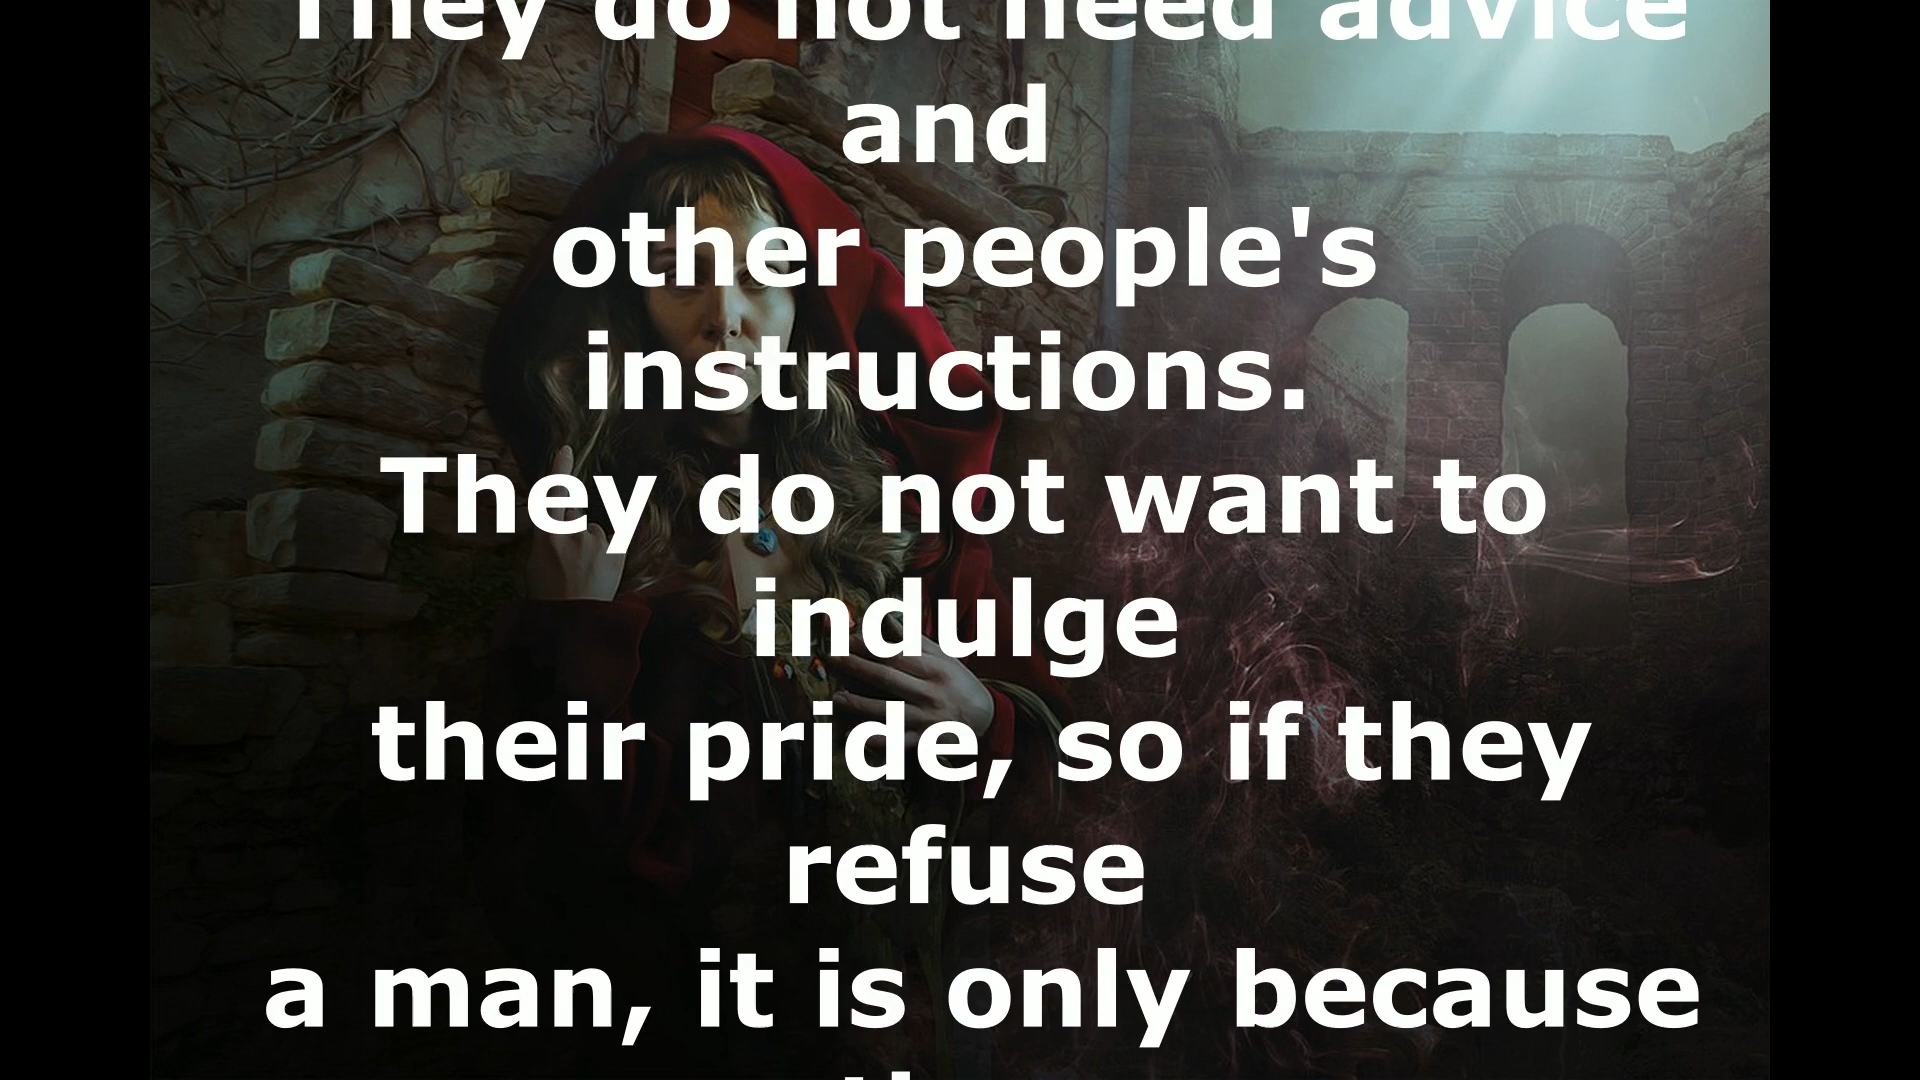 They do not need advice
and
other people's
instructions.
They do not want to
indulge
their pride, so if they
refuse
a man, it is only because